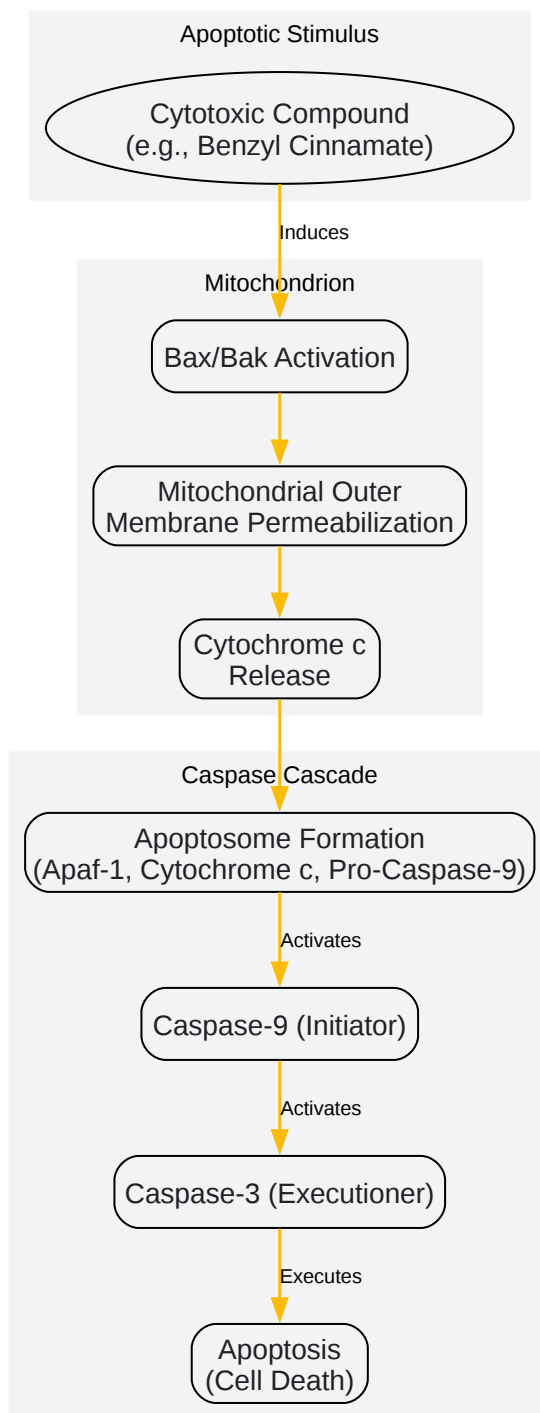 Apoptotic Stimulus
Cytotoxic Compound
(e.g., Benzyl Cinnamate)
Induces
Mitochondrion
Bax/Bak Activation
Mitochondrial Outer
Membrane Permeabilization
Cytochrome c
Release
Caspase Cascade
Apoptosome Formation
(Apaf-1, Cytochrome c, Pro-Caspase-9)
Activates
Caspase-9 (Initiator)
Activates
Caspase-3 (Executioner)
Executes
Apoptosis
(Cell Death)